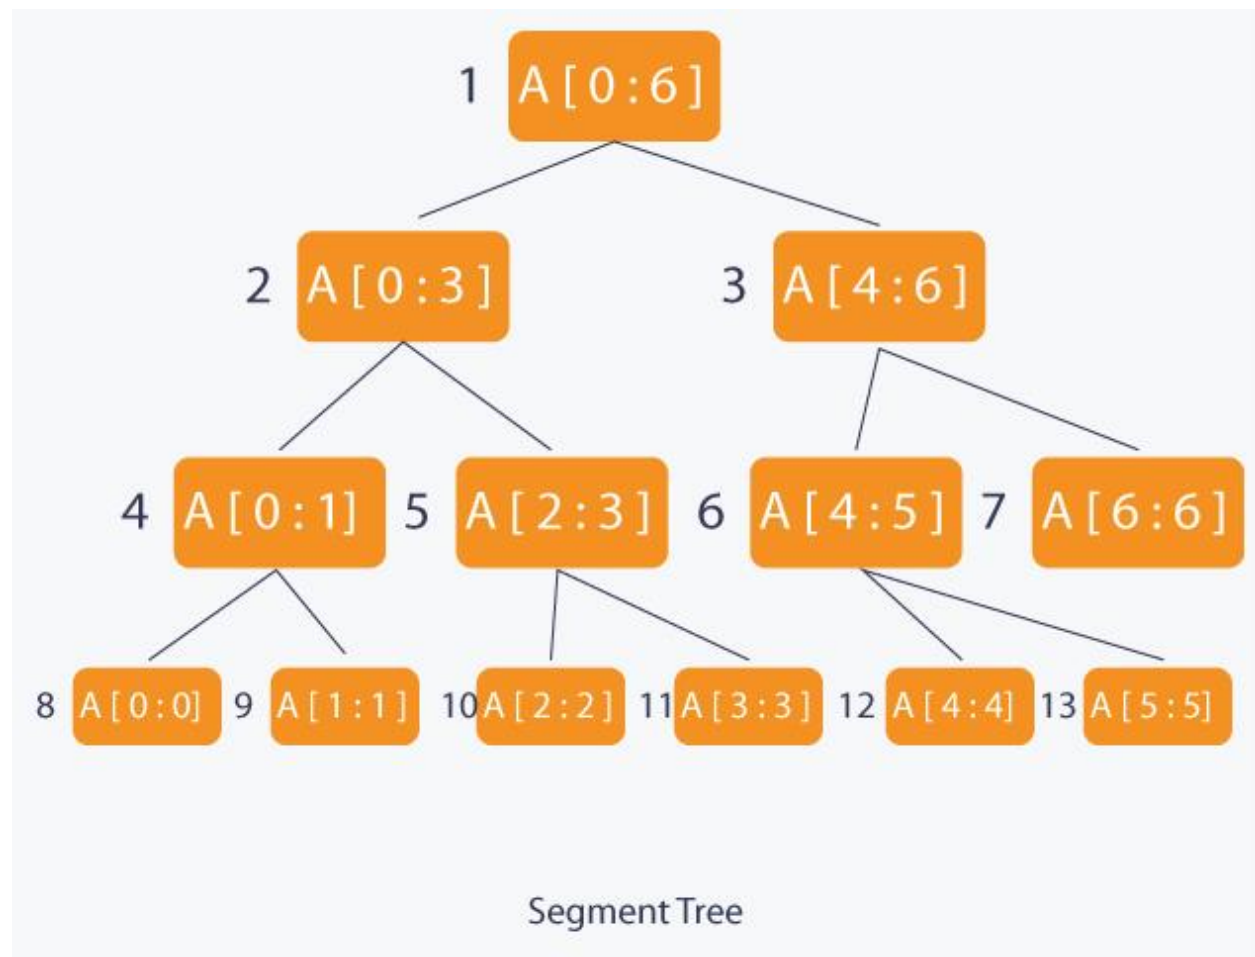 1 A[0:6]
2 A[0:3] 3 A[4:6]
4 A[0:1] 5 A[2:3] 6 A[4:5] 7 A[6:6]
8 A[0:0] 9 A[1:1] 10 A[2:2] 11 A[3:3] 12 A[4:4] 13 A[5:5]
Segment Tree